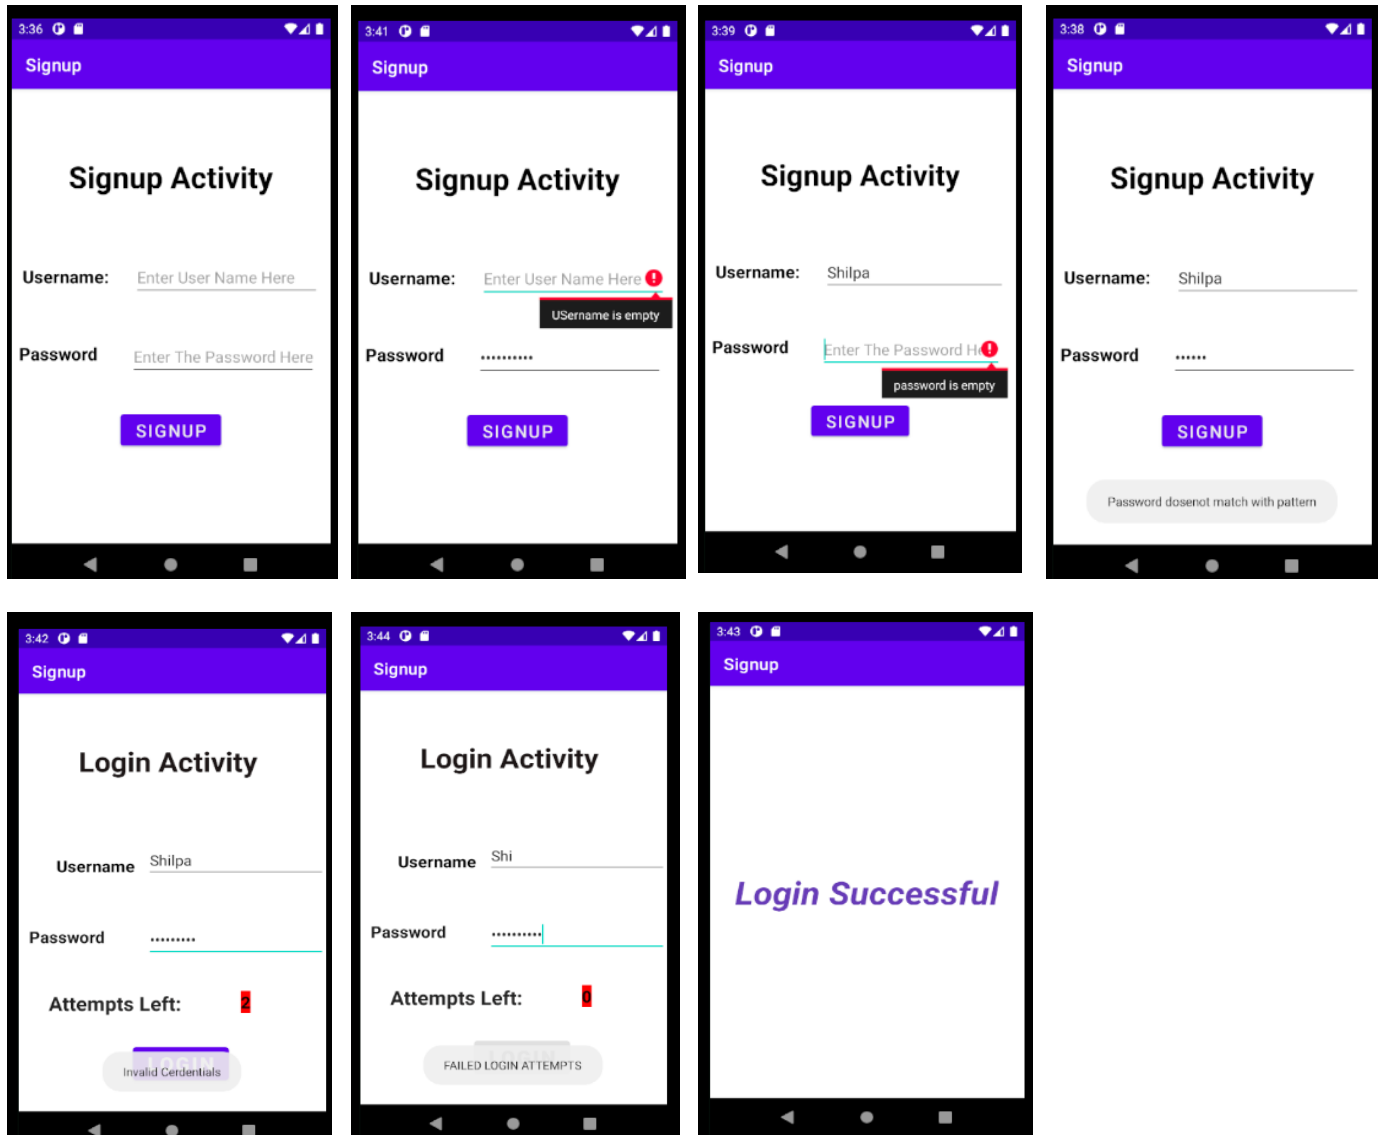 3:36
Signup
Signup Activity
Username: Enter User Name Here
Password Enter The Password Here
SIGNUP
3:41
Signup
Signup Activity
Username: Enter User Name Here
USername is empty
Password ··········
SIGNUP
3:39
Signup
Signup Activity
Username: Shilpa
Password Enter The Password He
password is empty
SIGNUP
3:38
Signup
Signup Activity
Username: Shilpa
Password ······
SIGNUP
Password dosenot match with pattern
3:42
Signup
Login Activity
Username Shilpa
Password ·········
Attempts Left: 2
LOGIN
Invalid Cerdentials
3:44
Signup
Login Activity
Username Shi
Password ··········
Attempts Left: 0
LOGIN
FAILED LOGIN ATTEMPTS
3:43
Signup
Login Successful